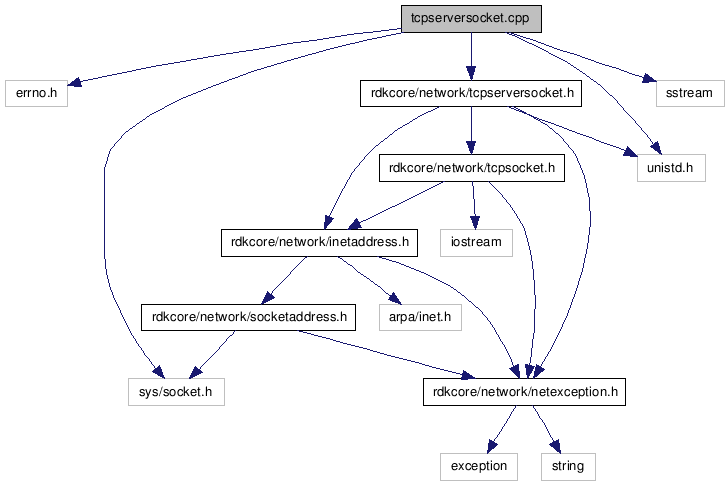 tcpserversocket.cpp
errno.h
rdkcore/network/tcpserversocket.h
sstream
rdkcore/network/tcpsocket.h
unistd.h
rdkcore/network/inetaddress.h
iostream
rdkcore/network/socketaddress.h
arpa/inet.h
sys/socket.h
rdkcore/network/netexception.h
exception
string